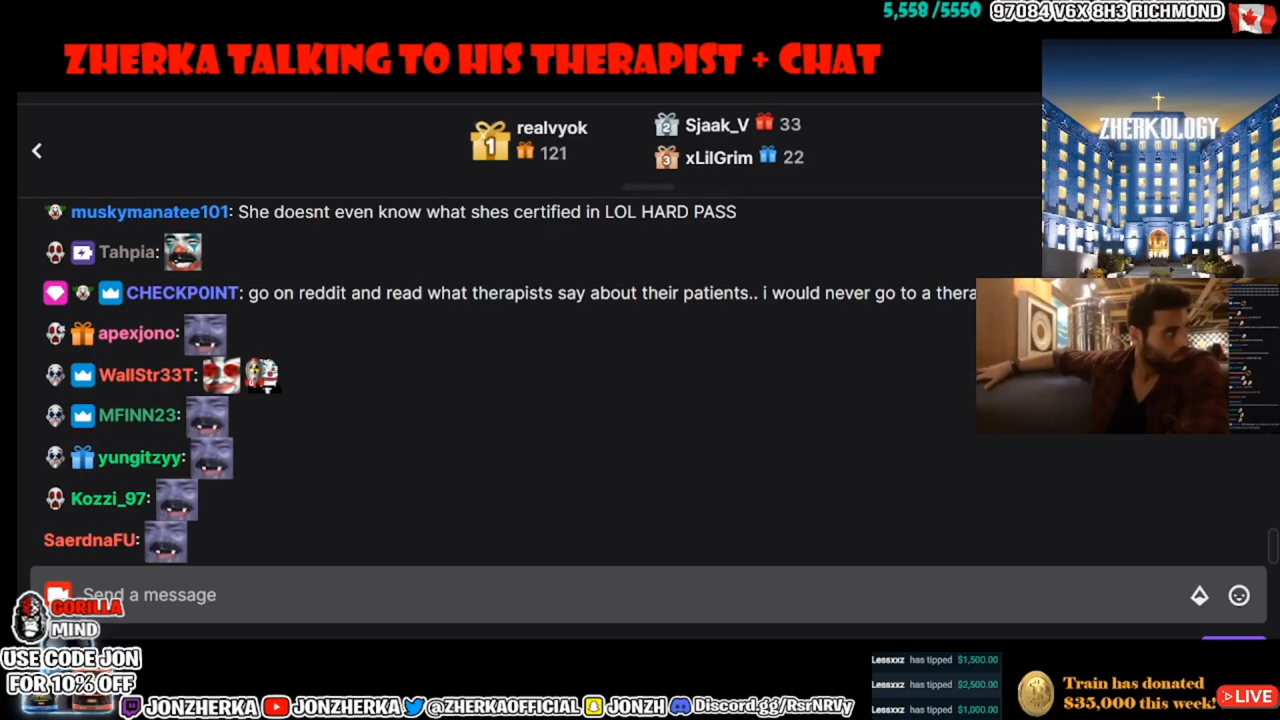 5,558 /5550
97084 V6X 8H3 RICHMOND
ZHERKA TALKING TO HIS THERAPIST + CHAT
ZHERKOLOGY
1
realvyok
121
2
Sjaak_V
33
3
xLilGrim
22
muskymanatee101: She doesnt even know what shes certified in LOL HARD PASS
Tahpia:
CHECKP0INT: go on reddit and read what therapists say about their patients.. i would never go to a thera
apexjono:
WallStr33T:
MFINN23:
yungitzyy:
Kozzi_97:
SaerdnaFU:
Send a message
GORILLA
MIND
USE CODE JON
FOR 10% OFF
JONZHERKA
JONZHERKA
@ZHERKAOFFICIAL
JONZH
Discord.gg/RsrNRVy
Lessxxz has tipped $1,500.00
Lessxxz has tipped $2,500.00
Lessxxz has tipped $1,000.00
Train has donated
$35,000 this week!
LIVE